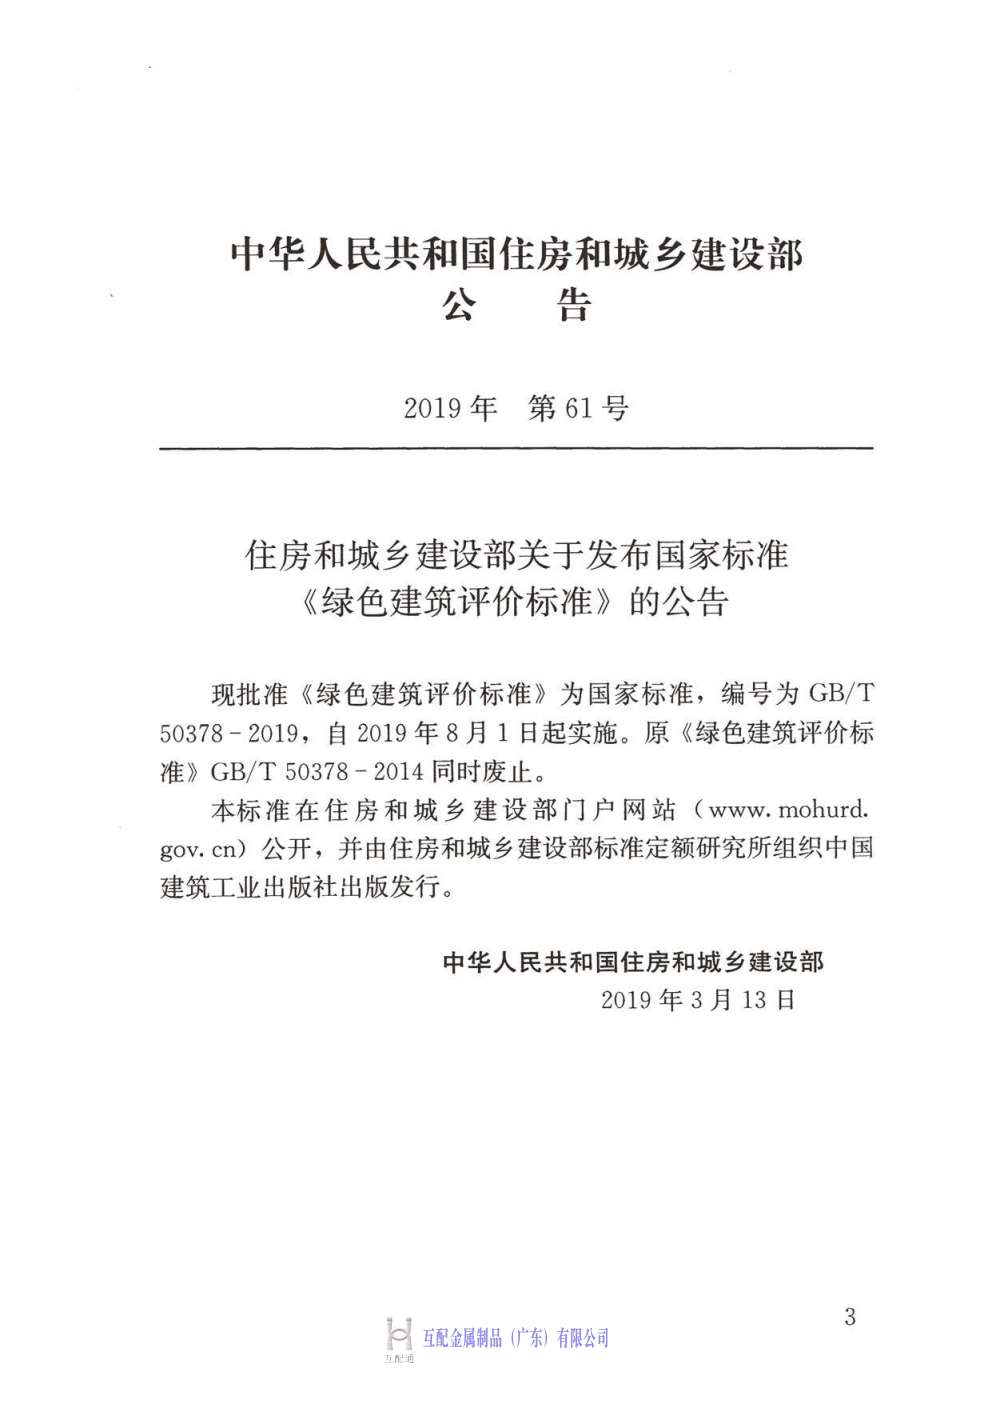 中华人民共和国住房和城乡建设部
公 告
2019 年 第 61 号
住房和城乡建设部关于发布国家标准
《绿色建筑评价标准》的公告
现批准《绿色建筑评价标准》为国家标准，编号为 GB/T
50378－2019，自 2019 年 8 月 1 日起实施。原《绿色建筑评价标
准》GB/T 50378－2014 同时废止。
本标准在住房和城乡建设部门户网站（www. mohurd.
gov. cn）公开，并由住房和城乡建设部标准定额研究所组织中国
建筑工业出版社出版发行。
中华人民共和国住房和城乡建设部
2019 年 3 月 13 日
3
互配金属制品（广东）有限公司
互配通